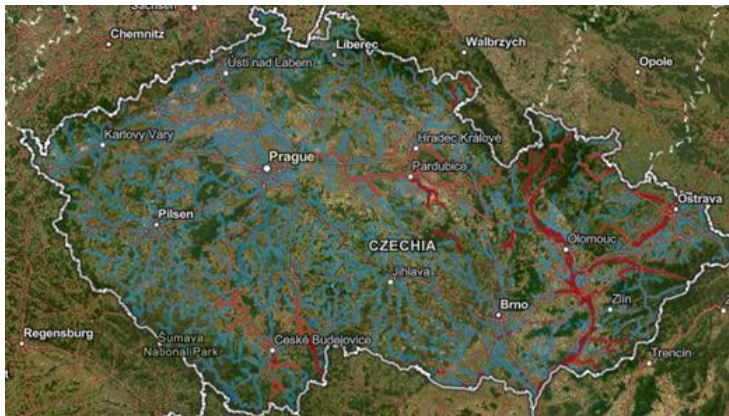 Sachsen
Chemnitz
Liberec
Walbrzych
Ústí nad Labem
Opole
Karlovy Vary
Hradec Králové
Prague
Pardubice
Ostrava
Pilsen
CZECHIA
Olomouc
Jihlava
Brno
Zlín
Regensburg
Šumava
National Park
České Budějovice
Trencín